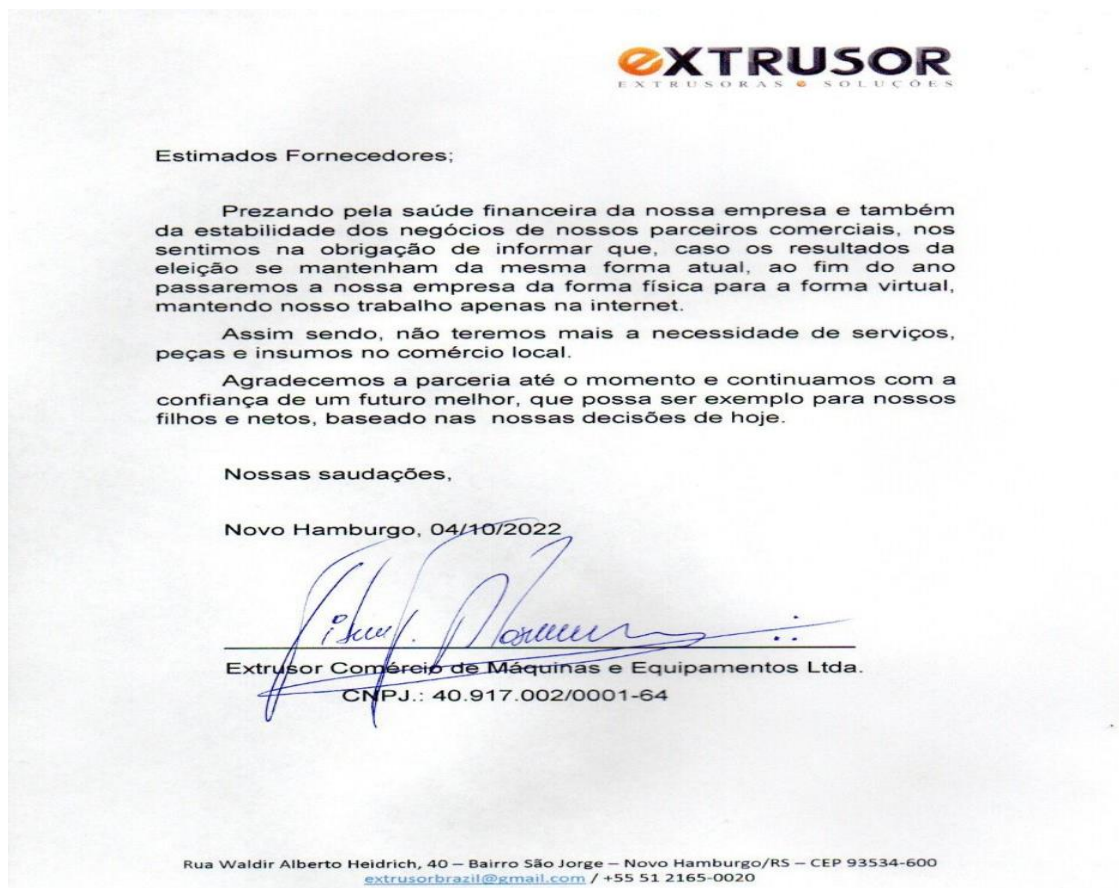 eXTRUSOR
EXTRUSORAS e SOLUÇÕES
Estimados Fornecedores;
Prezando pela saúde financeira da nossa empresa e também
da estabilidade dos negócios de nossos parceiros comerciais, nos
sentimos na obrigação de informar que, caso os resultados da
eleição se mantenham da mesma forma atual, ao fim do ano
passaremos a nossa empresa da forma física para a forma virtual,
mantendo nosso trabalho apenas na internet.
Assim sendo, não teremos mais a necessidade de serviços,
peças e insumos no comércio local.
Agradecemos a parceria até o momento e continuamos com a
confiança de um futuro melhor, que possa ser exemplo para nossos
filhos e netos, baseado nas nossas decisões de hoje.
Nossas saudações,
Novo Hamburgo, 04/10/2022
Extrusor Comércio de Máquinas e Equipamentos Ltda.
CNPJ.: 40.917.002/0001-64
Rua Waldir Alberto Heidrich, 40 – Bairro São Jorge – Novo Hamburgo/RS – CEP 93534-600
extrusorbrazil@gmail.com / +55 51 2165-0020